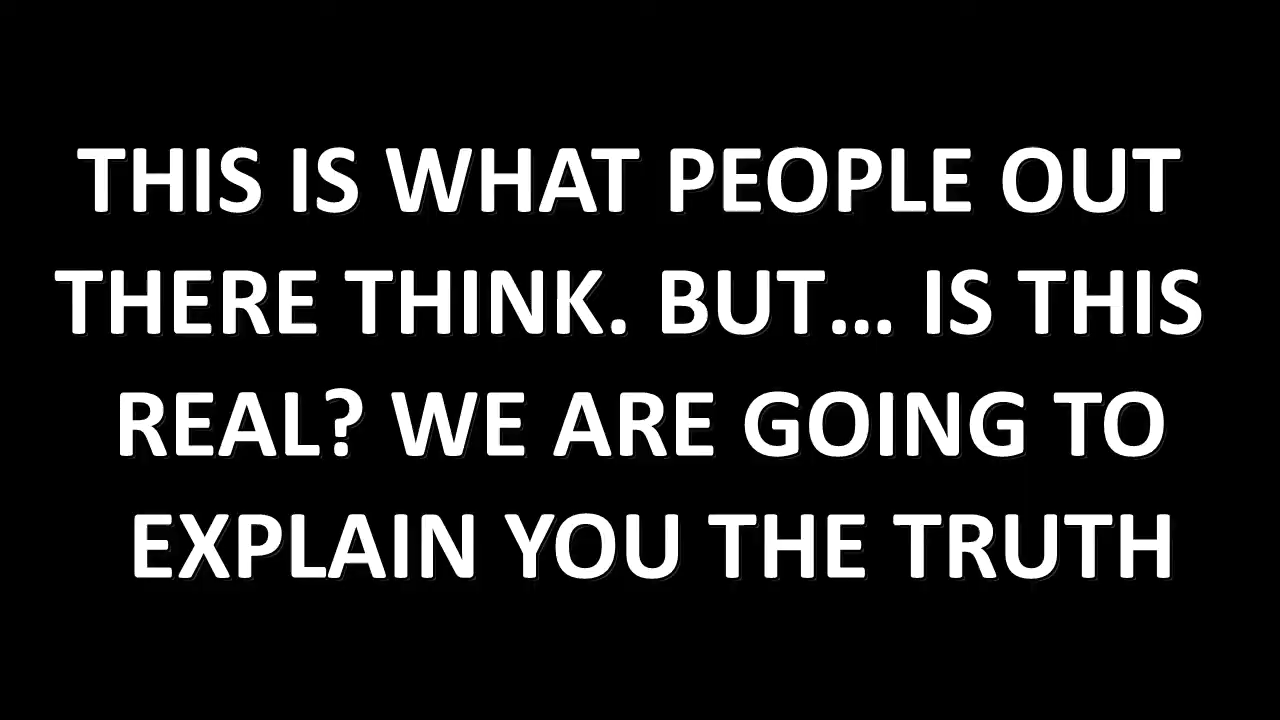 THIS IS WHAT PEOPLE OUT
THERE THINK. BUT... IS THIS
REAL? WE ARE GOING TO
EXPLAIN YOU THE TRUTH